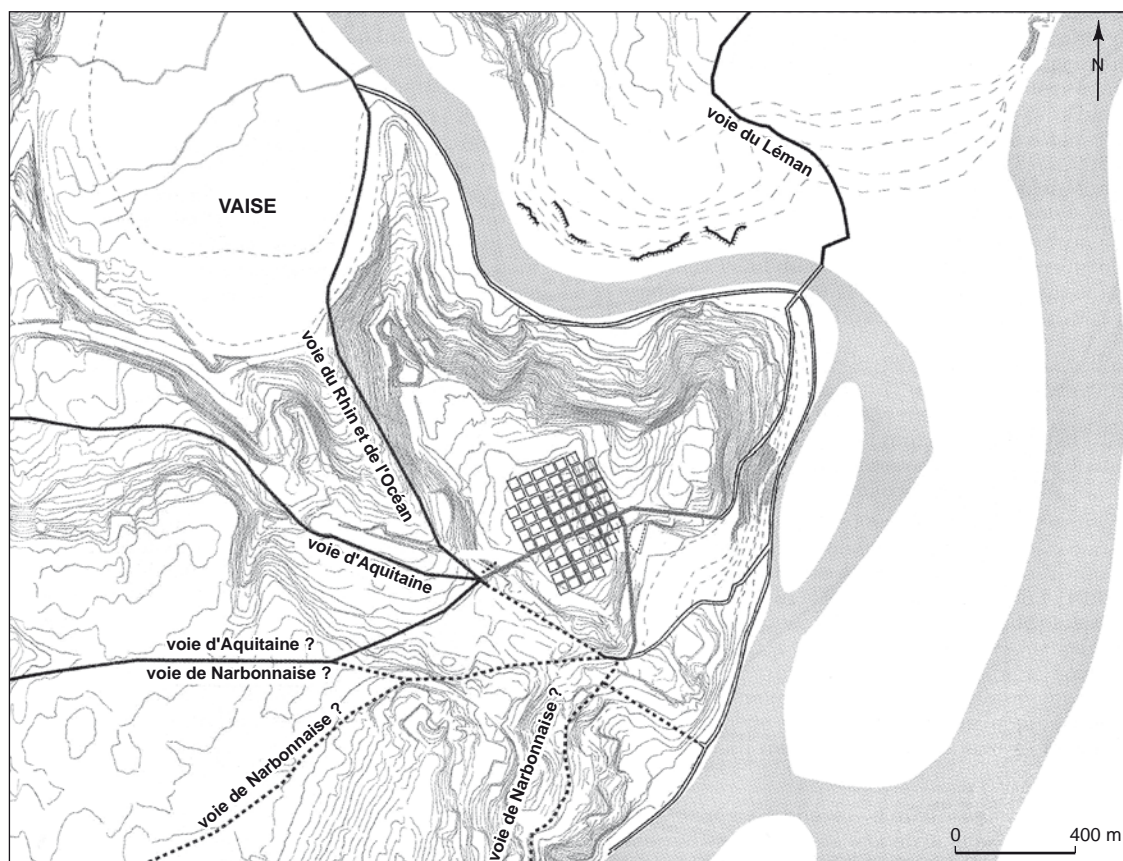 N
voie du Léman
VAISE
voie du Rhin et de l'Océan
voie d'Aquitaine
voie d'Aquitaine ?
voie de Narbonnaise ?
voie de Narbonnaise ?
voie de Narbonnaise ?
0 400 m